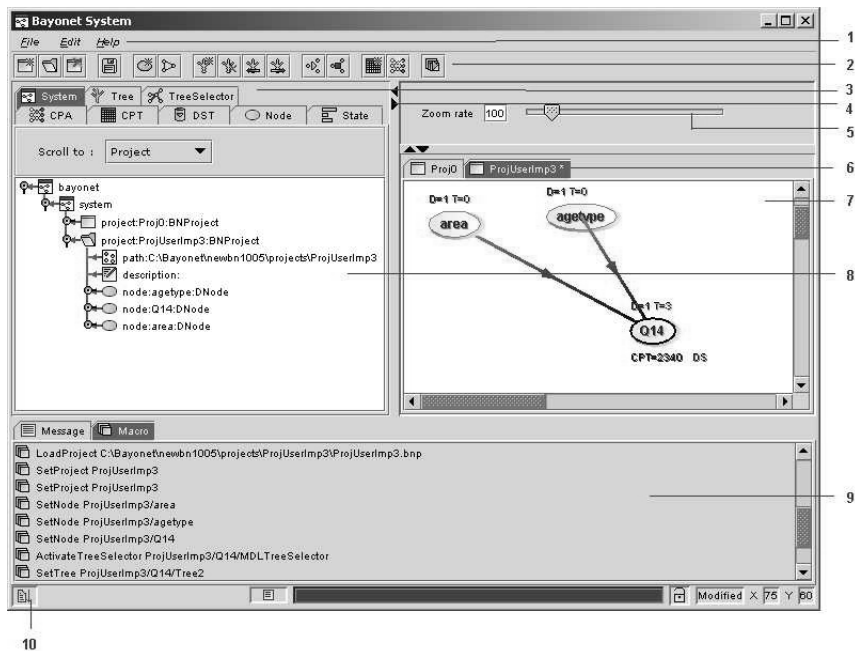 Bayonet System
File Edit Help
1
2
System Tree TreeSelector
3
CPA CPT DST Node State
4
Zoom rate 100
5
Scroll to : Project
Proj0 ProjUserImp3 *
6
bayonet
system
project:Proj0:BNProject
project:ProjUserImp3:BNProject
path:C:\Bayonet\newbn1005\projects\ProjUserImp3
description:
node:agetype:DNode
node:Q14:DNode
node:area:DNode
D=1 T=0
D=1 T=0
7
area
agetype
8
D=1 T=3
Q14
CPT=2340 DS
Message Macro
LoadProject C:\Bayonet\newbn1005\projects\ProjUserImp3\ProjUserImp3.bnp
SetProject ProjUserImp3
SetProject ProjUserImp3
SetNode ProjUserImp3/area
9
SetNode ProjUserImp3/agetype
SetNode ProjUserImp3/Q14
ActivateTreeSelector ProjUserImp3/Q14/MDLTreeSelector
SetTree ProjUserImp3/Q14/Tree2
Modified X 75 Y 60
10